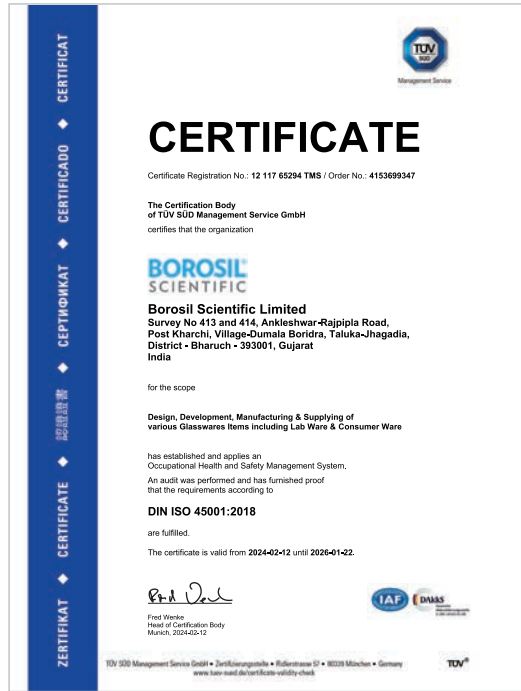 TÜV
SÜD
Management Service
CERTIFICATE
Certificate Registration No.: 12 117 65294 TMS / Order No.: 4153699347
The Certification Body
of TÜV SÜD Management Service GmbH
certifies that the organization
BOROSIL
SCIENTIFIC
Borosil Scientific Limited
Survey No 413 and 414, Ankleshwar-Rajpipla Road,
Post Kharchi, Village-Dumala Boridra, Taluka-Jhagadia,
District - Bharuch - 393001, Gujarat
India
for the scope
Design, Development, Manufacturing & Supplying of
various Glasswares Items including Lab Ware & Consumer Ware
has established and applies an
Occupational Health and Safety Management System.
An audit was performed and has furnished proof
that the requirements according to
DIN ISO 45001:2018
are fulfilled.
The certificate is valid from 2024-02-12 until 2026-01-22.
Fred Wenke
Head of Certification Body
Munich, 2024-02-12
IAF
DAkkS
TÜV SÜD Management Service GmbH • Zertifizierungsstelle • Ridlerstrasse 57 • 80339 München • Germany
www.tuev-sued.de/certificate-validity-check
TÜV®
ZERTIFIKAT ◆ CERTIFICATE ◆ 認證證書 ◆ СЕРТИФИКАТ ◆ CERTIFICADO ◆ CERTIFICAT